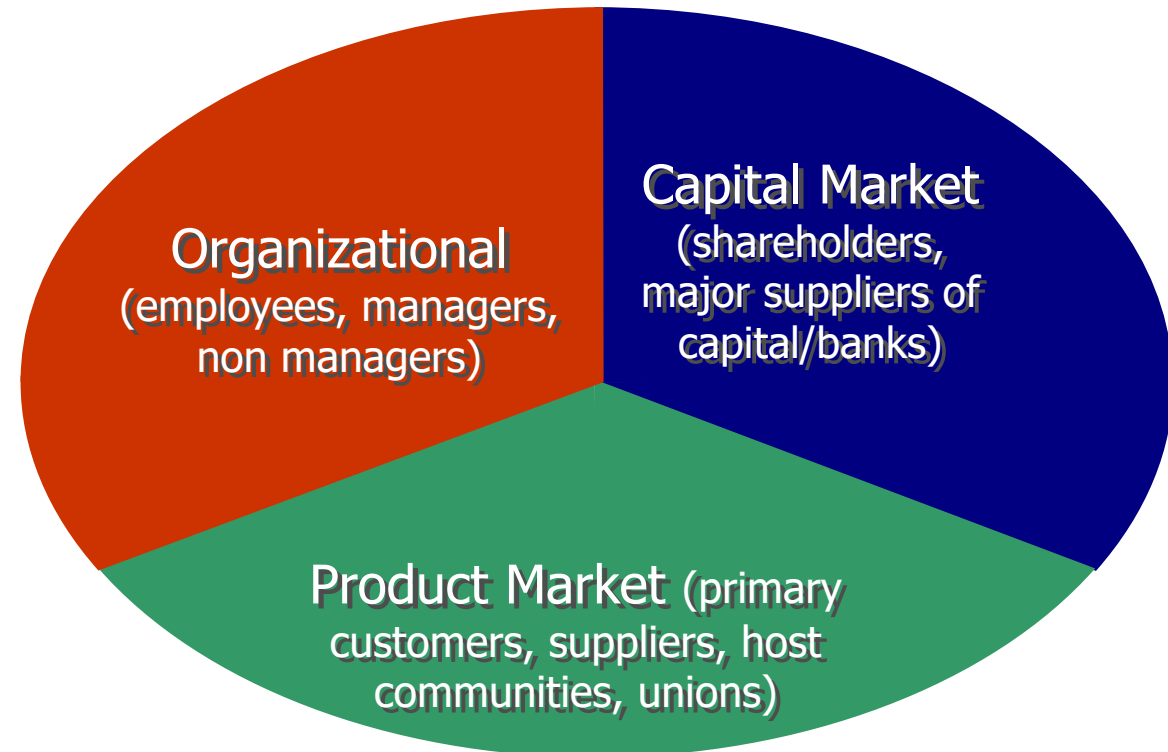 Organizational
(employees, managers,
non managers)
Capital Market
(shareholders,
major suppliers of
capital/banks)
Product Market (primary
customers, suppliers, host
communities, unions)